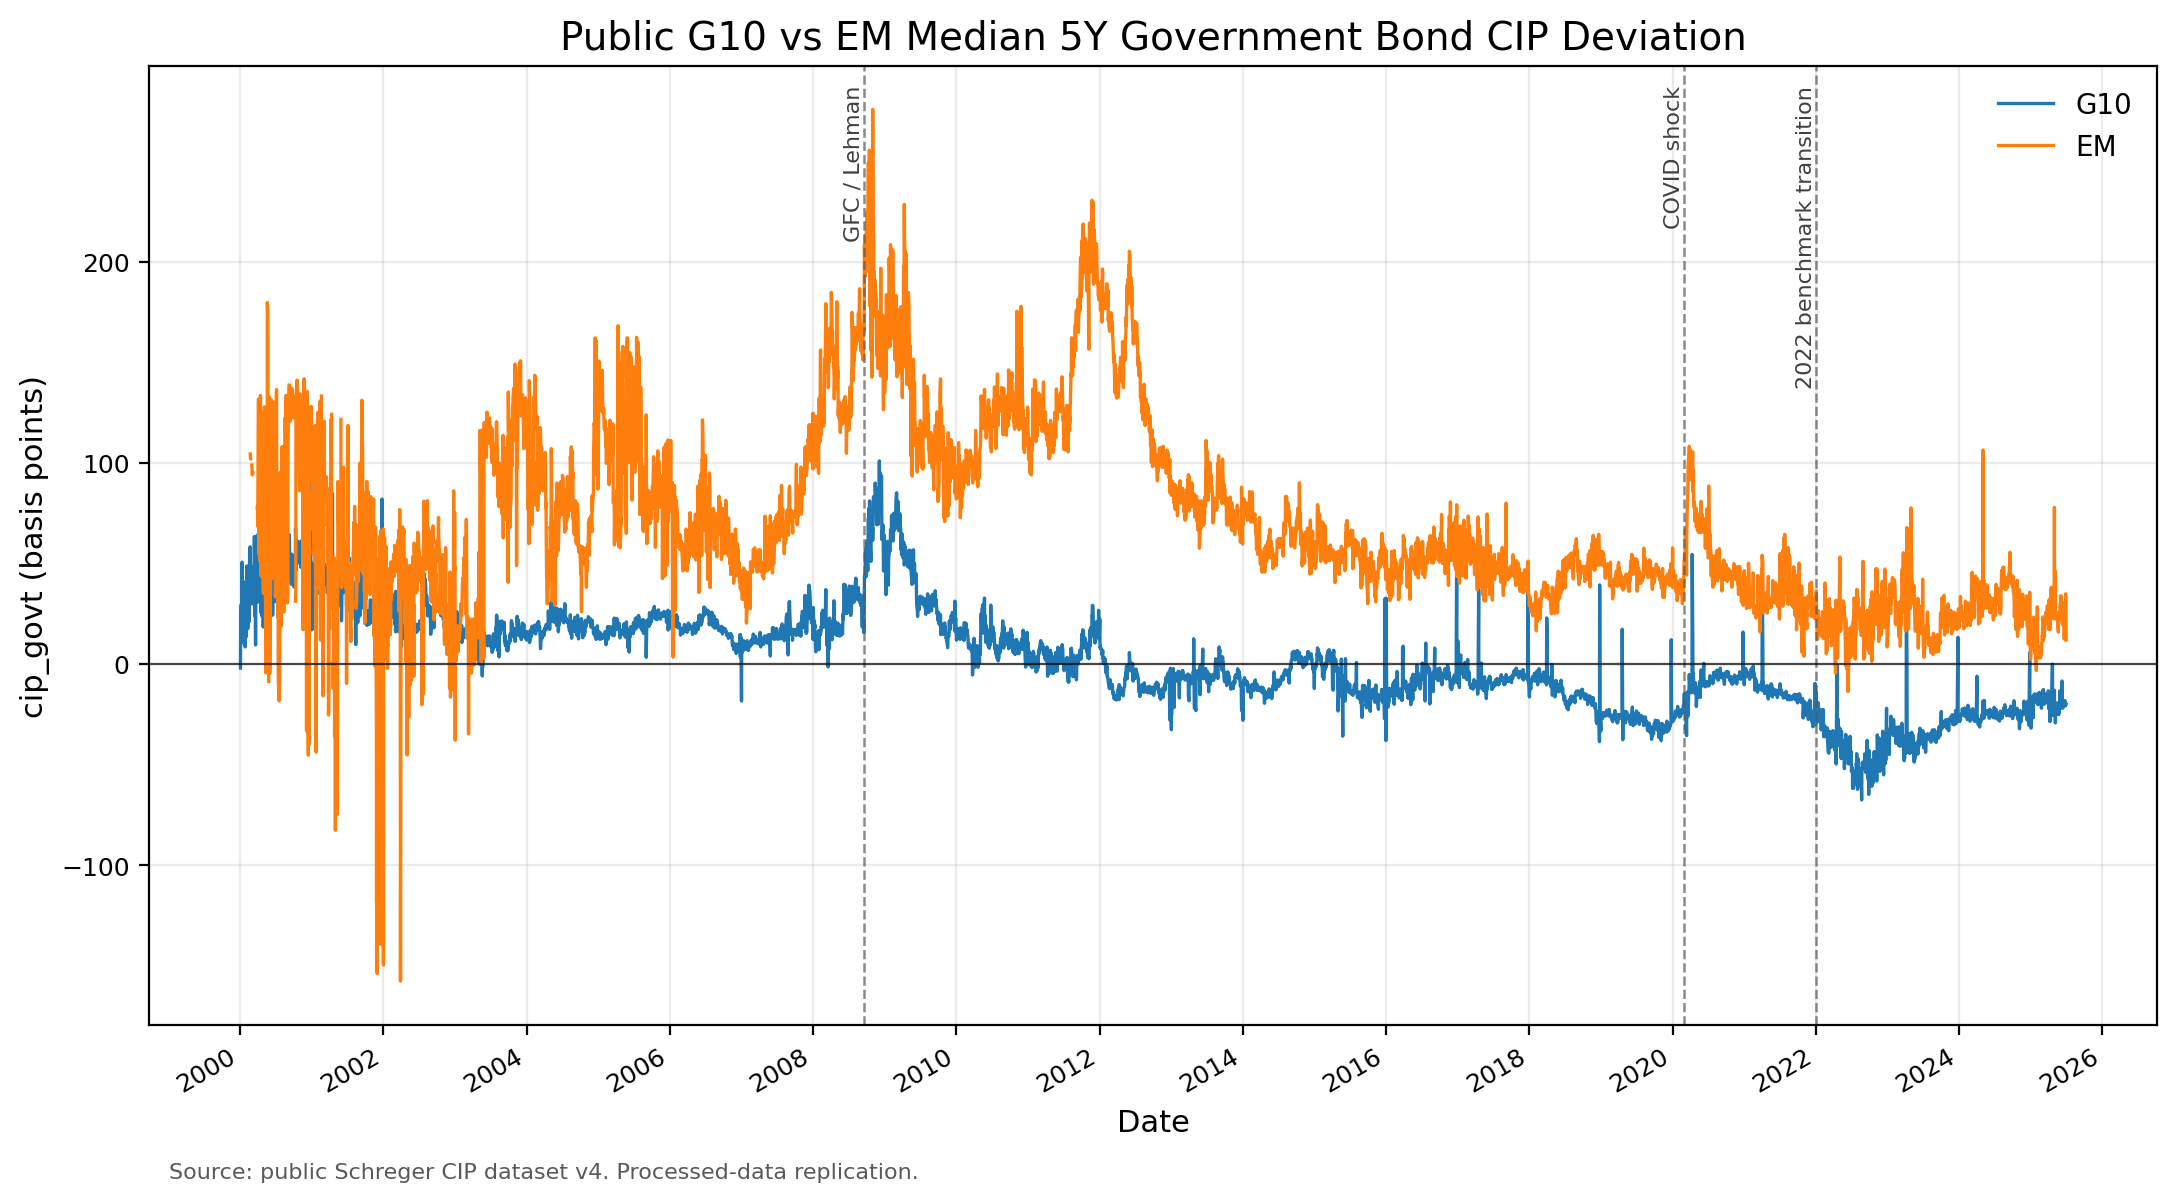 Public G10 vs EM Median 5Y Government Bond CIP Deviation
G10
EM
GFC / Lehman
COVID shock
2022 benchmark transition
cip_govt (basis points)
200
100
0
−100
2000
2002
2004
2006
2008
2010
2012
2014
2016
2018
2020
2022
2024
2026
Date
Source: public Schreger CIP dataset v4. Processed-data replication.